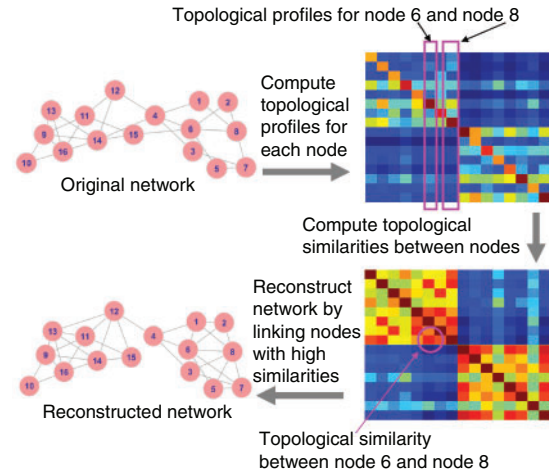 Topological profiles for node 6 and node 8
12
1
2
13
11
4
6
8
9
14
15
16
3
10
5
7
Original network
Compute
topological
profiles for
each node
Compute topological
similarities between nodes
12
1
2
13
11
4
6
8
9
14
15
16
3
10
5
7
Reconstructed network
Reconstruct
network by
linking nodes
with high
similarities
Topological similarity
between node 6 and node 8